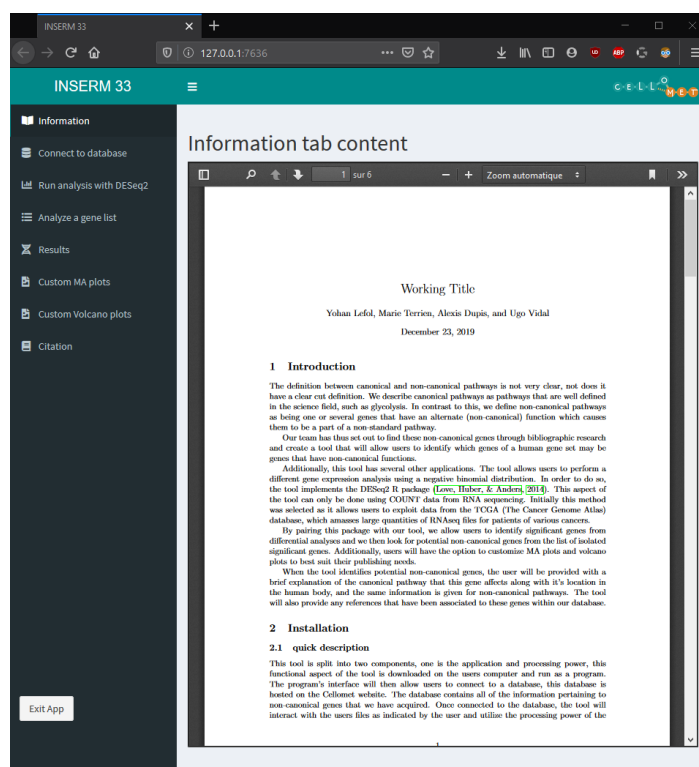 INSERM 33
127.0.0.1:7636
INSERM 33
C·E·L·L·O
M·E·T
Information
Connect to database
Run analysis with DESeq2
Analyze a gene list
Results
Custom MA plots
Custom Volcano plots
Citation
Exit App
Information tab content
1 sur 6
Zoom automatique
Working Title
Yohan Lefol, Marie Terrien, Alexis Dupis, and Ugo Vidal
December 23, 2019
1 Introduction
The definition between canonical and non-canonical pathways is not very clear, not does it
have a clear cut definition. We describe canonical pathways as pathways that are well defined
in the science field, such as glycolysis. In contrast to this, we define non-canonical pathways
as being one or several genes that have an alternate (non-canonical) function which causes
them to be a part of a non-standard pathway.
Our team has thus set out to find these non-canonical genes through bibliographic research
and create a tool that will allow users to identify which genes of a human gene set may be
genes that have non-canonical functions.
Additionally, this tool has several other applications. The tool allows users to perform a
different gene expression analysis using a negative binomial distribution. In order to do so,
the tool implements the DESeq2 R package (Love, Huber, & Anders, 2014). This aspect of
the tool can only be done using COUNT data from RNA sequencing. Initially this method
was selected as it allows users to exploit data from the TCGA (The Cancer Genome Atlas)
database, which amasses large quantities of RNAseq files for patients of various cancers.
By pairing this package with our tool, we allow users to identify significant genes from
differential analyses and we then look for potential non-canonical genes from the list of isolated
significant genes. Additionally, users will have the option to customize MA plots and volcano
plots to best suit their publishing needs.
When the tool identifies potential non-canonical genes, the user will be provided with a
brief explanation of the canonical pathway that this gene affects along with it's location in
the human body, and the same information is given for non-canonical pathways. The tool
will also provide any references that have been associated to these genes within our database.
2 Installation
2.1 quick description
This tool is split into two components, one is the application and processing power, this
functional aspect of the tool is downloaded on the users computer and run as a program.
The program's interface will then allow users to connect to a database, this database is
hosted on the Cellomet website. The database contains all of the information pertaining to
non-canonical genes that we have acquired. Once connected to the database, the tool will
interact with the users files as indicated by the user and utilize the processing power of the